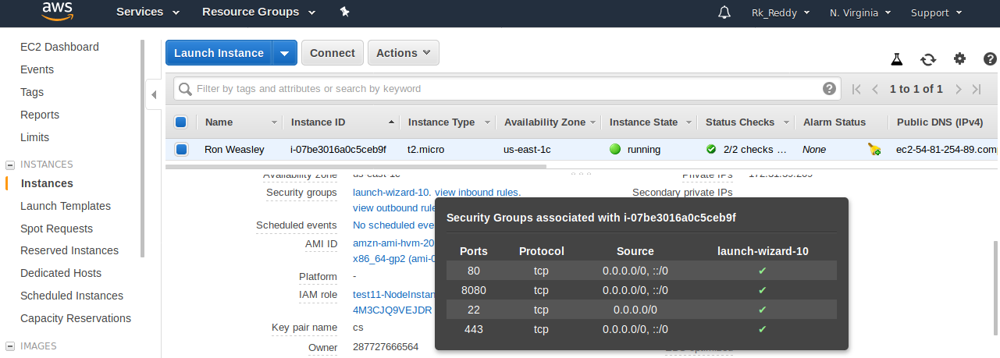 aws Services Resource Groups Rk_Reddy N. Virginia Support
EC2 Dashboard
Events
Tags
Reports
Limits
INSTANCES
Instances
Launch Templates
Spot Requests
Reserved Instances
Dedicated Hosts
Scheduled Instances
Capacity Reservations
IMAGES
Launch Instance Connect Actions
Filter by tags and attributes or search by keyword 1 to 1 of 1
Name Instance ID Instance Type Availability Zone Instance State Status Checks Alarm Status Public DNS (IPv4)
Ron Weasley i-07be3016a0c5ceb9f t2.micro us-east-1c running 2/2 checks ... None ec2-54-81-254-89.com
Availability zone us-east-1c Private IPs 172.31.39.209
Security groups launch-wizard-10. view inbound rules. Secondary private IPs
view outbound rule
Scheduled events No scheduled eve
AMI ID amzn-ami-hvm-20
x86_64-gp2 (ami-0
Platform -
IAM role test11-NodeInstan
4M3CJQ9VEJDR
Key pair name cs
Owner 287727666564
Security Groups associated with i-07be3016a0c5ceb9f
Ports Protocol Source launch-wizard-10
80 tcp 0.0.0.0/0, ::/0 ✔
8080 tcp 0.0.0.0/0, ::/0 ✔
22 tcp 0.0.0.0/0 ✔
443 tcp 0.0.0.0/0, ::/0 ✔